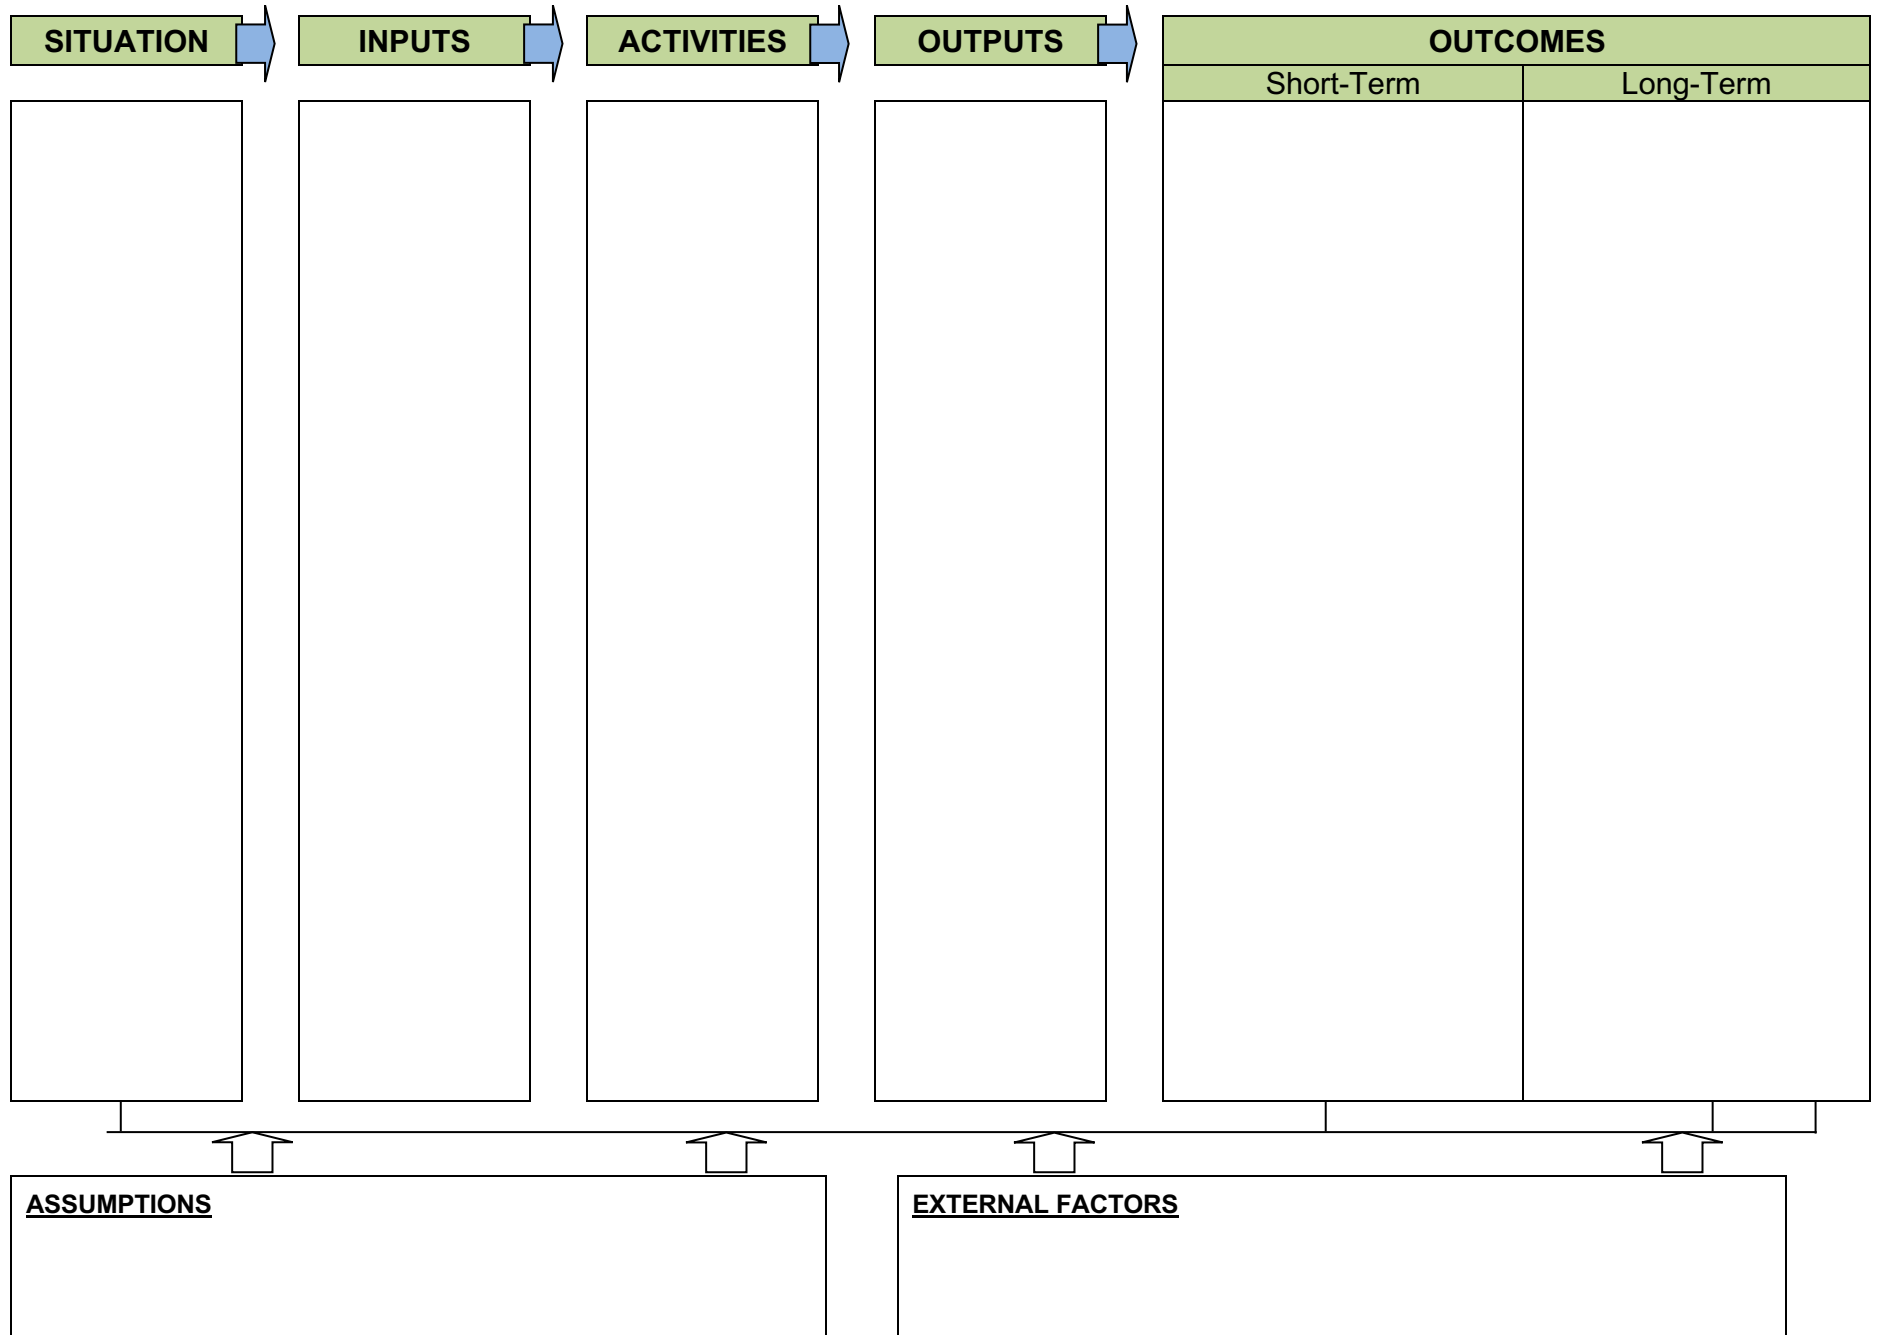 SITUATION
INPUTS
ACTIVITIES
OUTPUTS
OUTCOMES
Short-Term
Long-Term
ASSUMPTIONS
EXTERNAL FACTORS